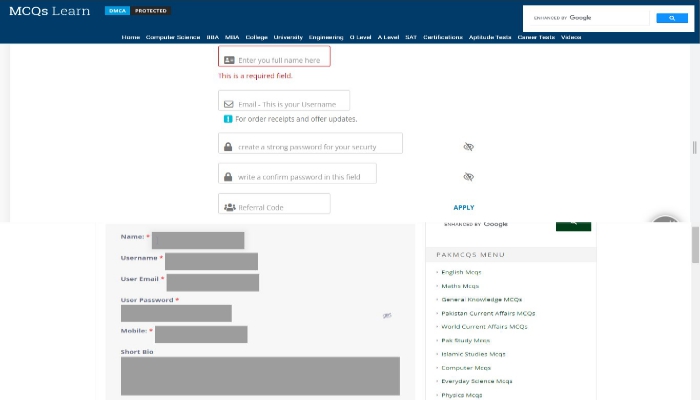 MCQs Learn DMCA PROTECTED
ENHANCED BY Google
Home Computer Science BBA MBA College University Engineering O Level A Level SAT Certifications Aptitude Tests Career Tests Videos
Enter you full name here
This is a required field.
Email - This is your Username
For order receipts and offer updates.
create a strong password for your securty
write a confirm password in this field
Referral Code APPLY
ENHANCED BY Google
Name: *
Username *
User Email *
User Password *
Mobile: *
Short Bio
PAKMCQS MENU
English Mcqs
Maths Mcqs
General Knowledge MCQs
Pakistan Current Affairs MCQs
World Current Affairs MCQs
Pak Study Mcqs
Islamic Studies Mcqs
Computer Mcqs
Everyday Science Mcqs
Physics Mcqs